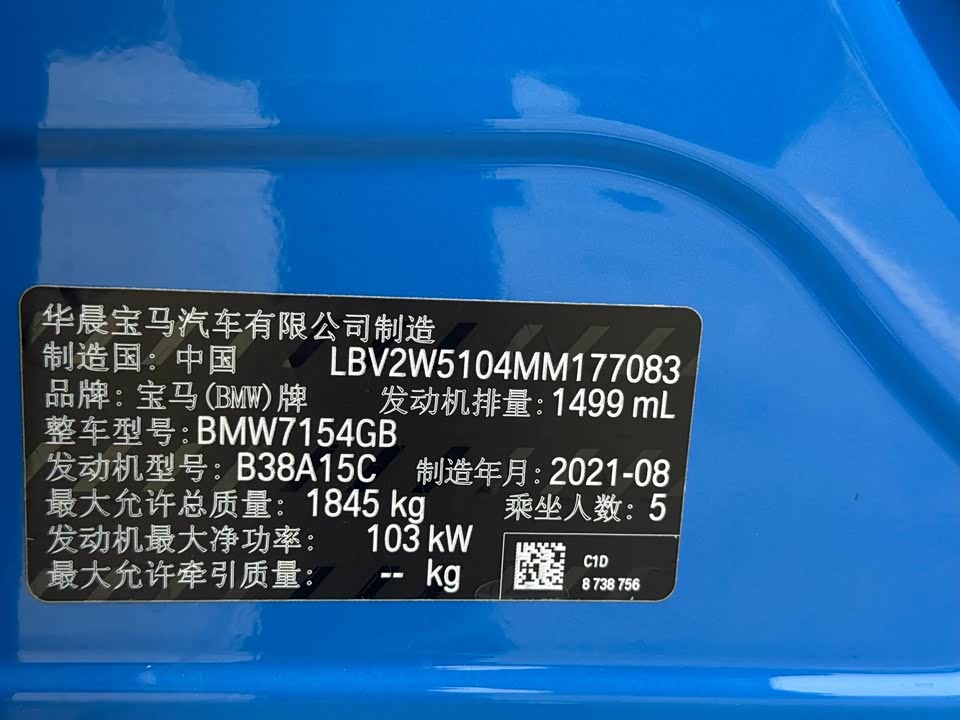 华晨宝马汽车有限公司制造
制造国：中国 LBV2W5104MM177083
品牌：宝马(BMW)牌 发动机排量：1499 mL
整车型号：BMW7154GB
发动机型号：B38A15C 制造年月：2021-08
最大允许总质量：1845 kg 乘坐人数：5
发动机最大净功率：103 kW
最大允许牵引质量：-- kg
C1D
8 738 756